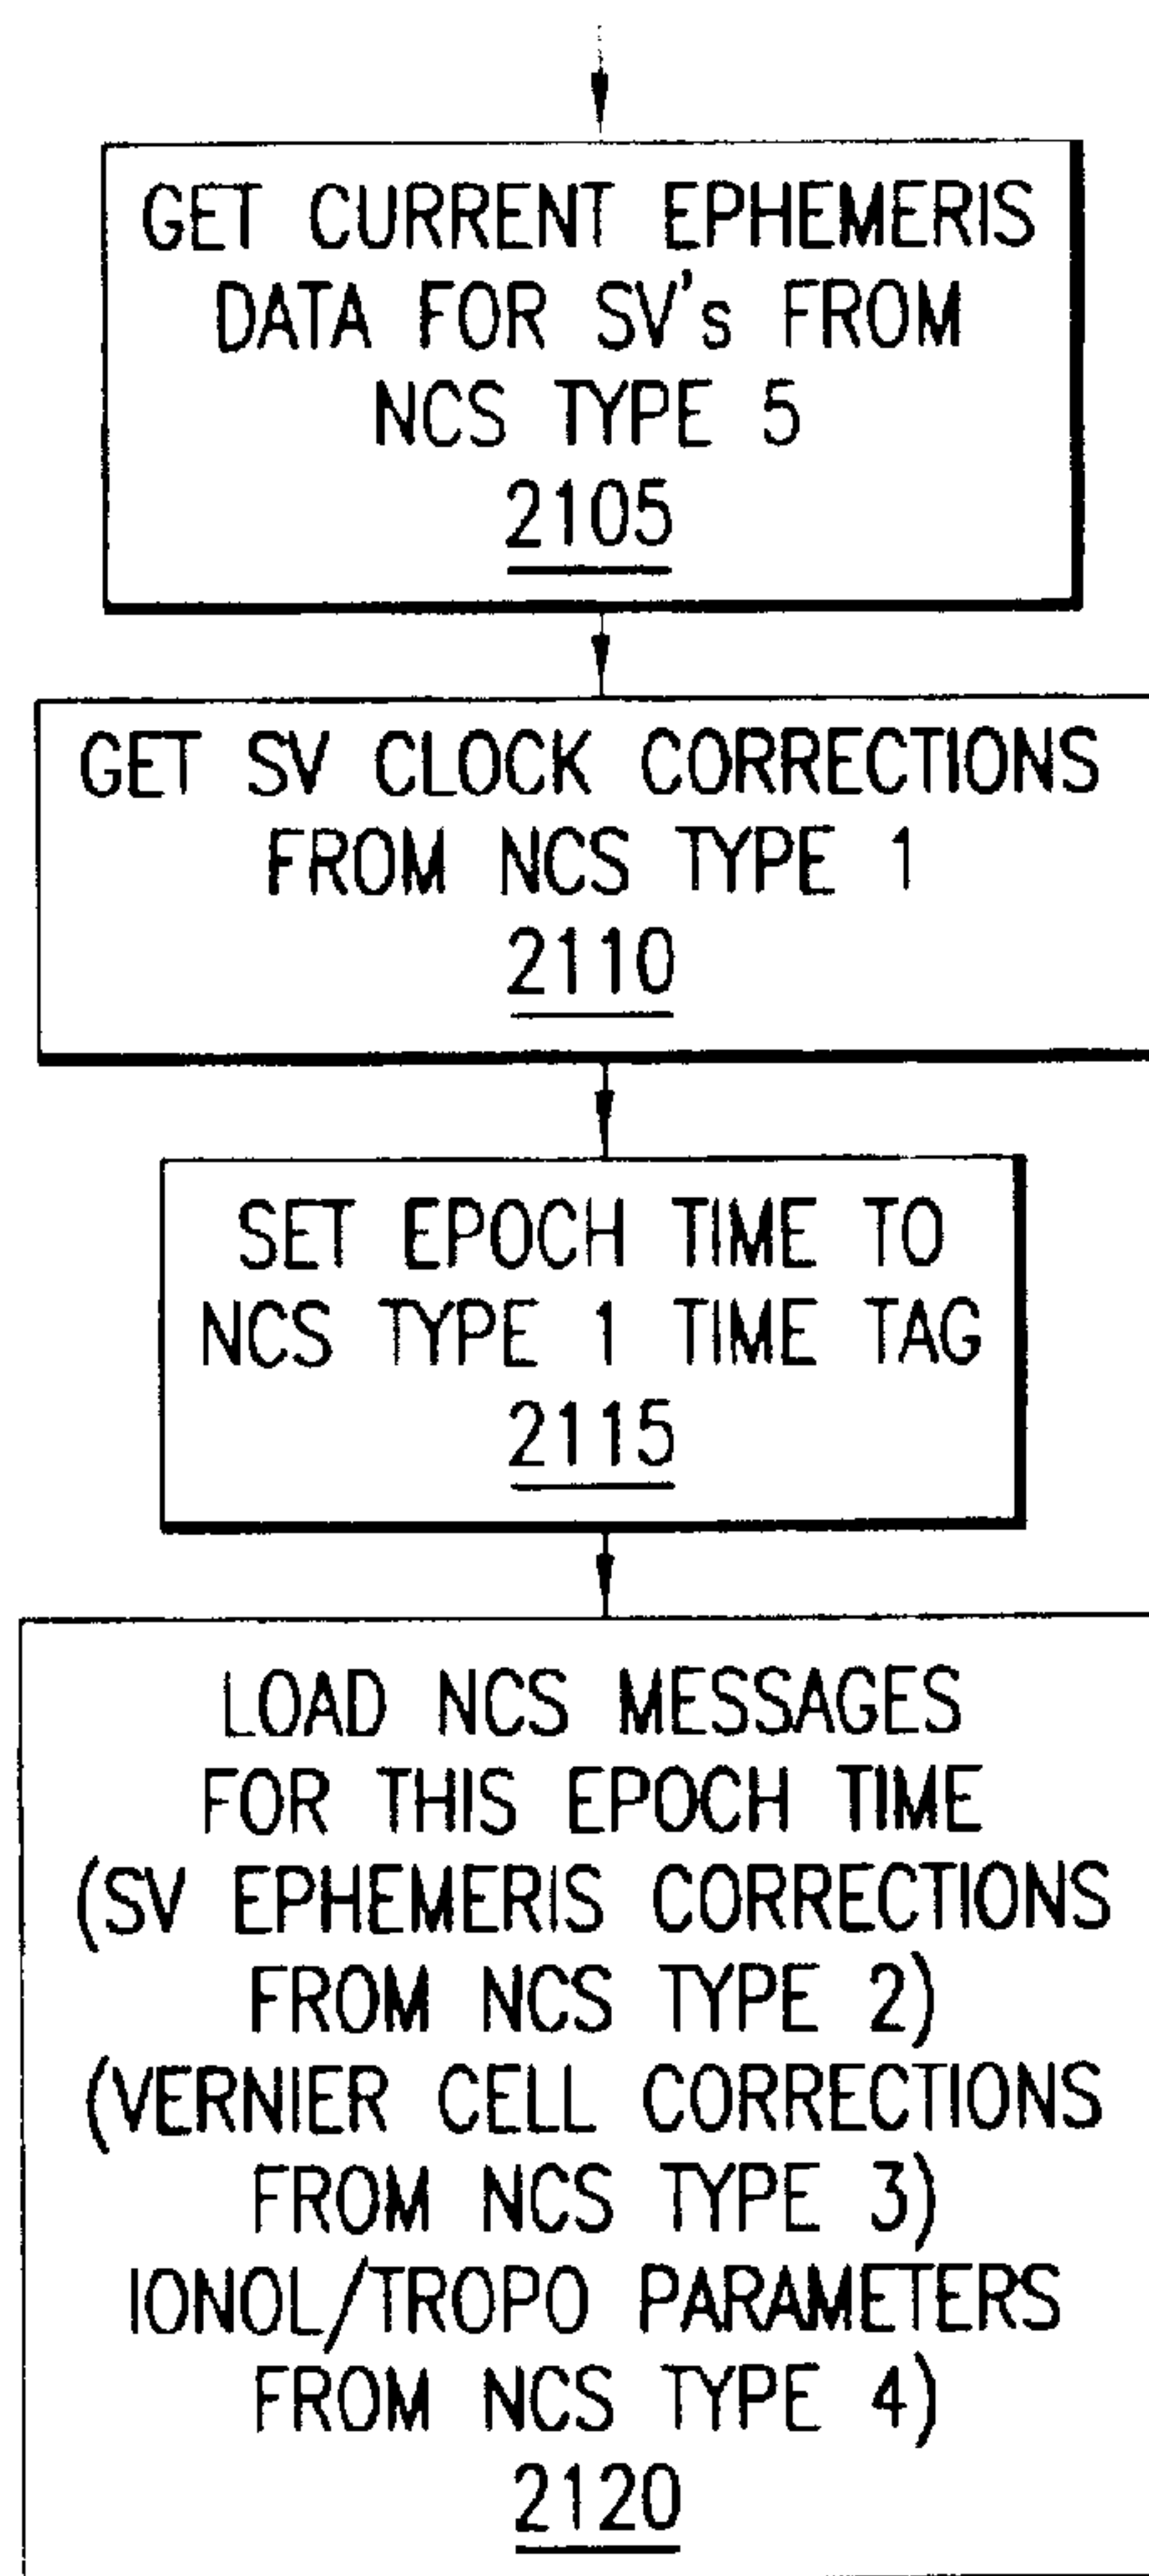 GET CURRENT EPHEMERIS
DATA FOR SV's FROM
NCS TYPE 5
2105
GET SV CLOCK CORRECTIONS
FROM NCS TYPE 1
2110
SET EPOCH TIME TO
NCS TYPE 1 TIME TAG
2115
LOAD NCS MESSAGES
FOR THIS EPOCH TIME
(SV EPHEMERIS CORRECTIONS
FROM NCS TYPE 2)
(VERNIER CELL CORRECTIONS
FROM NCS TYPE 3)
IONOL/TROPO PARAMETERS
FROM NCS TYPE 4)
2120